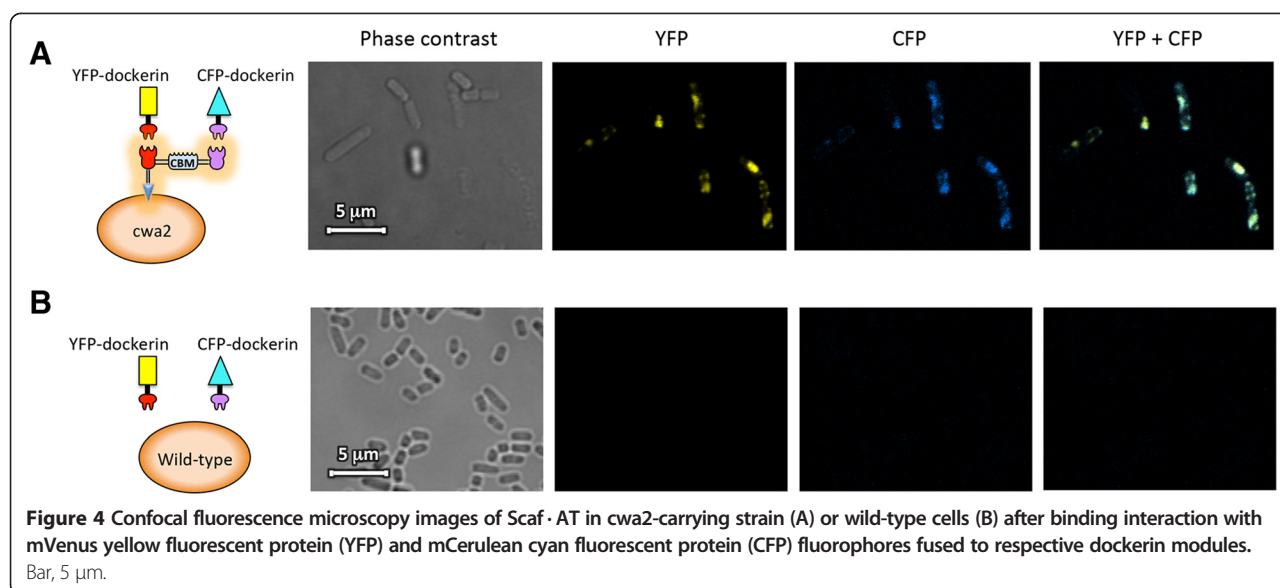 A
Phase contrast
YFP
CFP
YFP + CFP
YFP-dockerin
CFP-dockerin
CBM
cwa2
5 µm
B
YFP-dockerin
CFP-dockerin
Wild-type
5 µm
Figure 4 Confocal fluorescence microscopy images of Scaf · AT in cwa2-carrying strain (A) or wild-type cells (B) after binding interaction with
mVenus yellow fluorescent protein (YFP) and mCerulean cyan fluorescent protein (CFP) fluorophores fused to respective dockerin modules.
Bar, 5 µm.